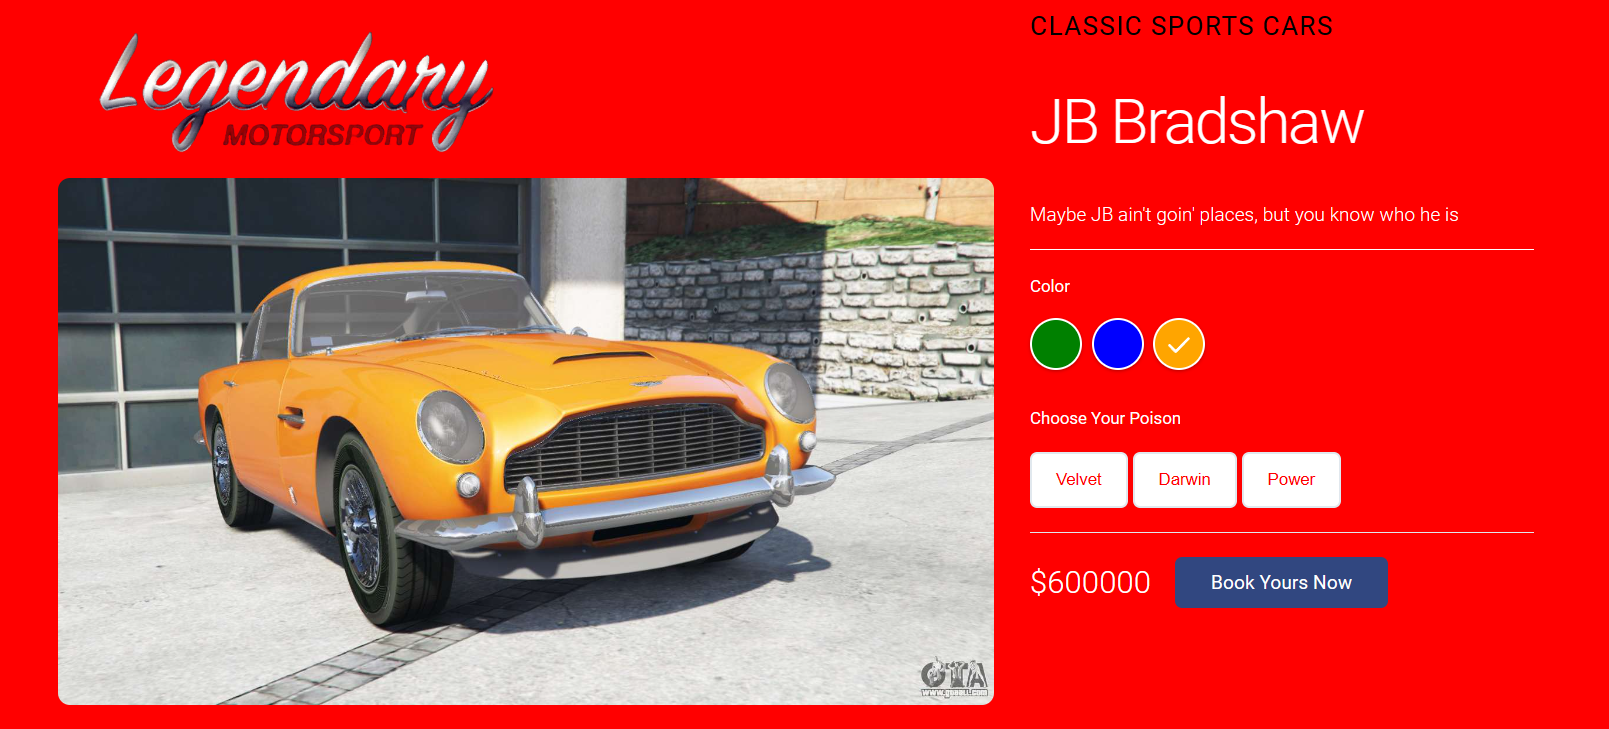 Legendary
MOTORSPORT
CLASSIC SPORTS CARS
JB Bradshaw
Maybe JB ain't goin' places, but you know who he is
Color
Choose Your Poison
Velvet
Darwin
Power
$600000
Book Yours Now
GTA